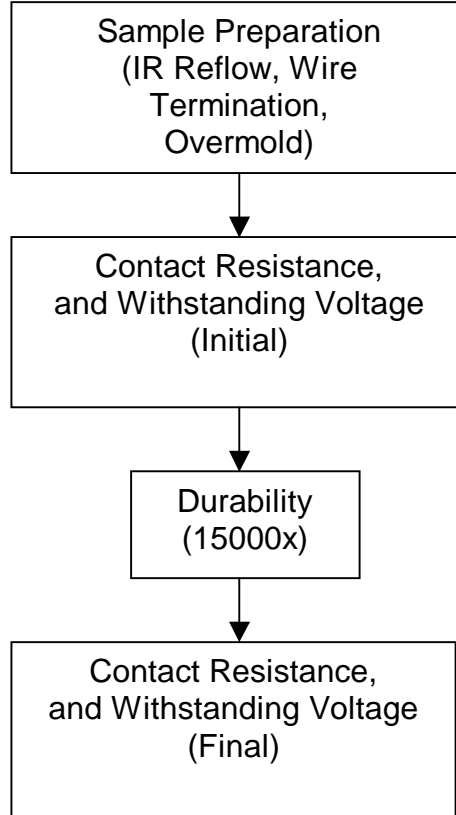 Sample Preparation
(IR Reflow, Wire
Termination,
Overmold)
Contact Resistance,
and Withstanding Voltage
(Initial)
Durability
(15000x)
Contact Resistance,
and Withstanding Voltage
(Final)